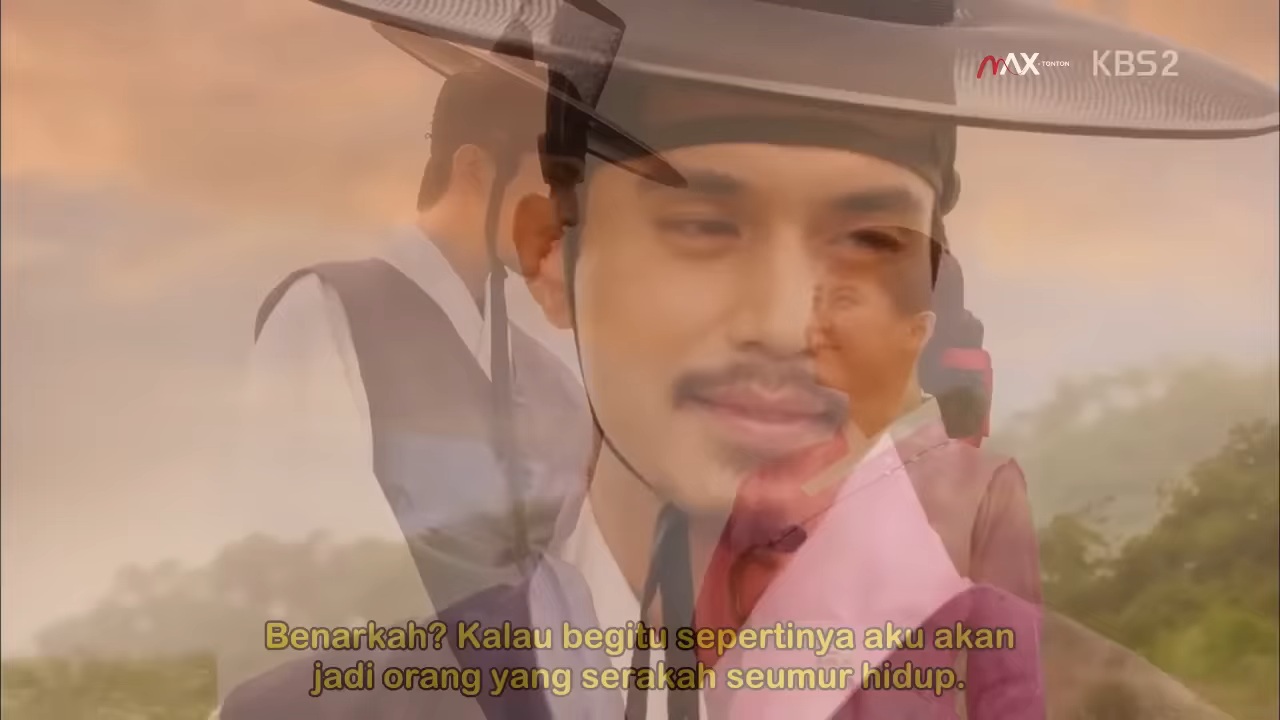 MAX • TONTON KBS2
Benarkah? Kalau begitu sepertinya aku akan
jadi orang yang serakah seumur hidup.